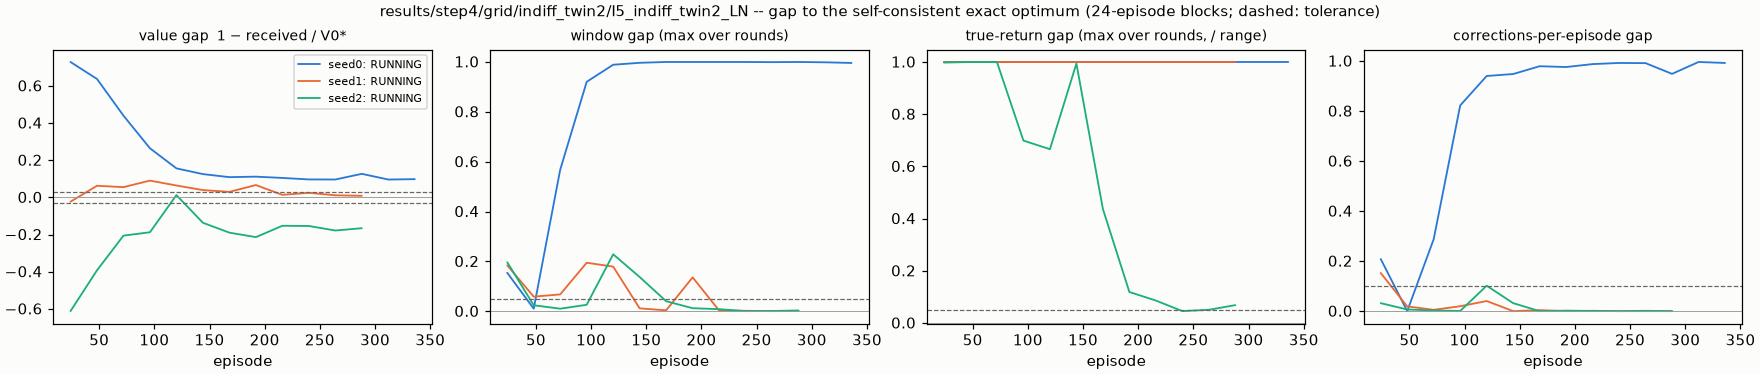 results/step4/grid/indiff_twin2/I5_indiff_twin2_LN -- gap to the self-consistent exact optimum (24-episode blocks; dashed: tolerance)
value gap 1 − received / V0*
0.6
0.4
0.2
0.0
−0.2
−0.4
−0.6
seed0: RUNNING
seed1: RUNNING
seed2: RUNNING
50 100 150 200 250 300 350
episode
window gap (max over rounds)
1.0
0.8
0.6
0.4
0.2
0.0
50 100 150 200 250 300 350
episode
true-return gap (max over rounds, / range)
1.0
0.8
0.6
0.4
0.2
0.0
50 100 150 200 250 300 350
episode
corrections-per-episode gap
1.0
0.8
0.6
0.4
0.2
0.0
50 100 150 200 250 300 350
episode